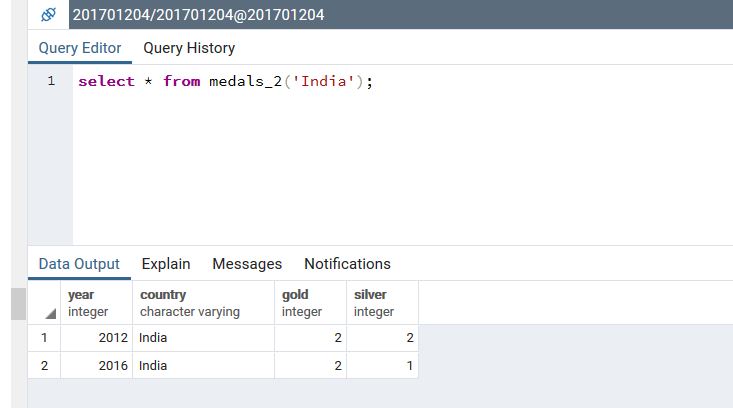 201701204/201701204@201701204
Query Editor Query History
1 select * from medals_2('India');
Data Output Explain Messages Notifications
year country gold silver
integer character varying integer integer
1 2012 India 2 2
2 2016 India 2 1